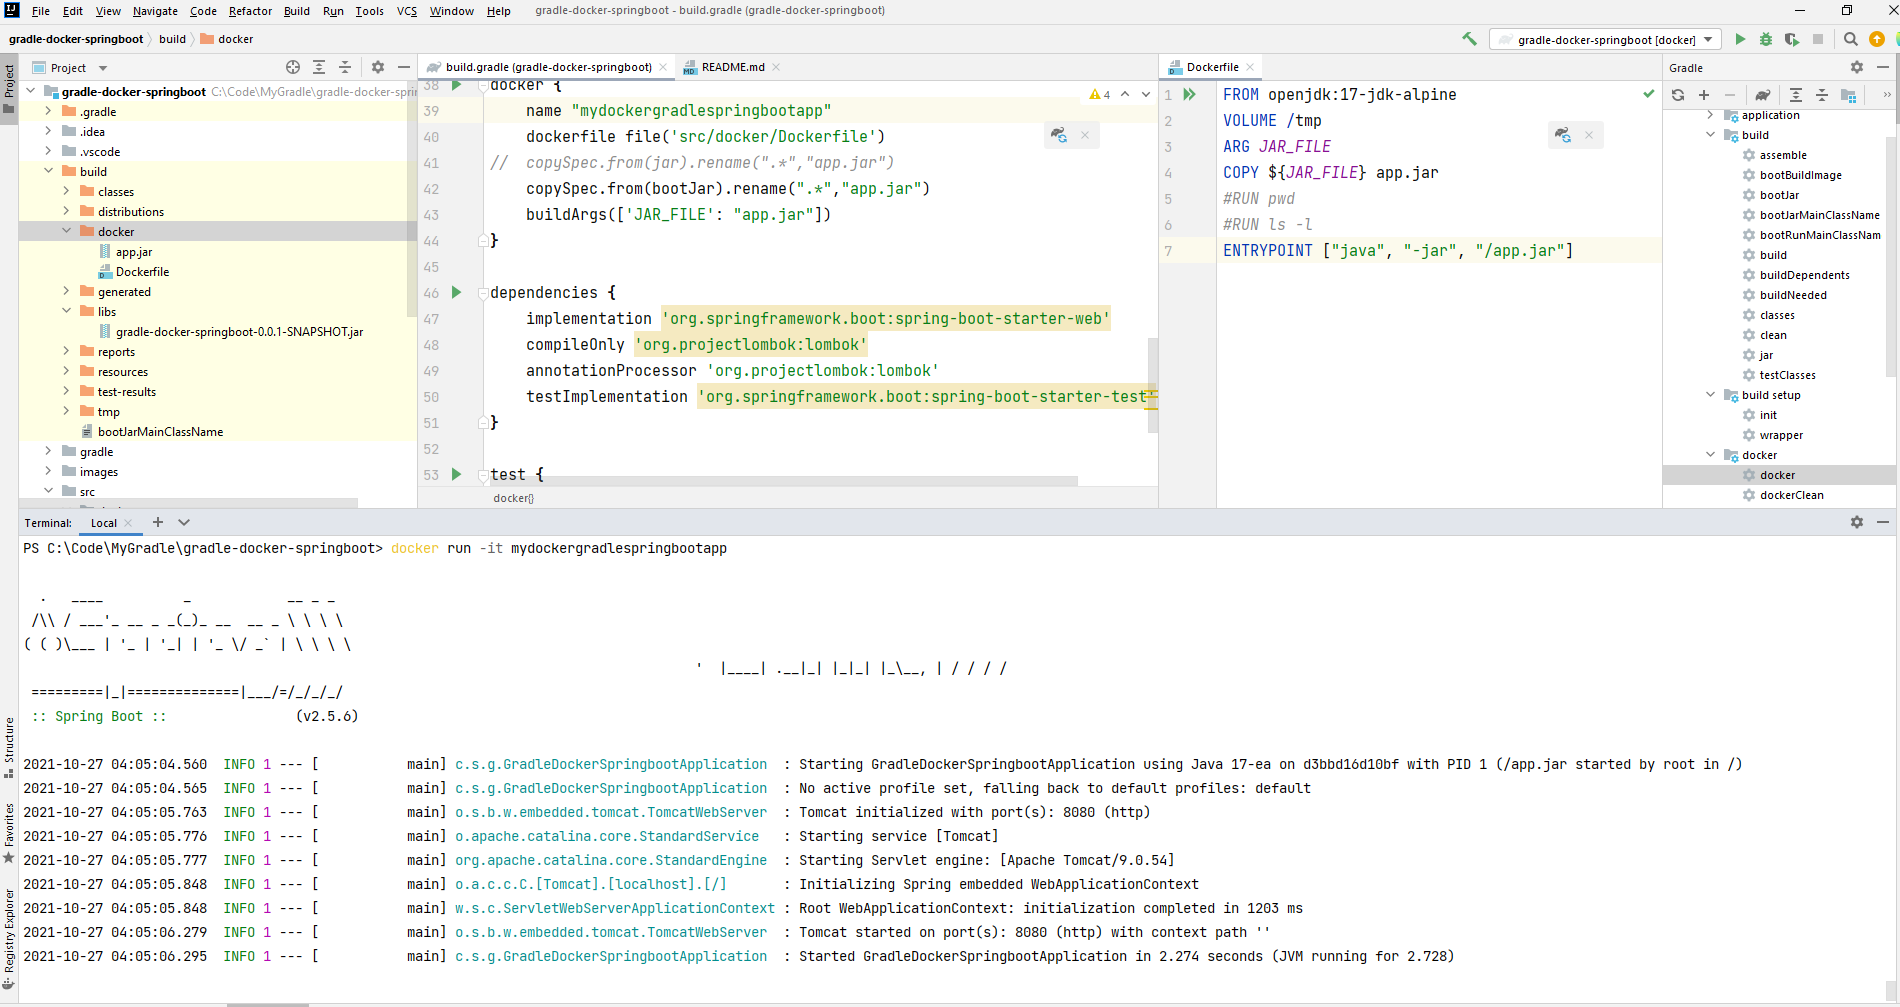 File Edit View Navigate Code Refactor Build Run Tools VCS Window Help gradle-docker-springboot - build.gradle (gradle-docker-springboot)
gradle-docker-springboot build docker
gradle-docker-springboot [docker]
Project
Project
gradle-docker-springboot C:\Code\MyGradle\gradle-docker-spri
.gradle
.idea
.vscode
build
classes
distributions
docker
app.jar
Dockerfile
generated
libs
gradle-docker-springboot-0.0.1-SNAPSHOT.jar
reports
resources
test-results
tmp
bootJarMainClassName
gradle
images
src
build.gradle (gradle-docker-springboot) README.md
4
38 docker {
39 name "mydockergradlespringbootapp"
40 dockerfile file('src/docker/Dockerfile')
41 // copySpec.from(jar).rename(".*","app.jar")
42 copySpec.from(bootJar).rename(".*","app.jar")
43 buildArgs(['JAR_FILE': "app.jar"])
44 }
45
46 dependencies {
47 implementation 'org.springframework.boot:spring-boot-starter-web'
48 compileOnly 'org.projectlombok:lombok'
49 annotationProcessor 'org.projectlombok:lombok'
50 testImplementation 'org.springframework.boot:spring-boot-starter-test'
51 }
52
53 test {
docker{}
Dockerfile
1 FROM openjdk:17-jdk-alpine
2 VOLUME /tmp
3 ARG JAR_FILE
4 COPY ${JAR_FILE} app.jar
5 #RUN pwd
6 #RUN ls -l
7 ENTRYPOINT ["java", "-jar", "/app.jar"]
Gradle
application
build
assemble
bootBuildImage
bootJar
bootJarMainClassName
bootRunMainClassNam
build
buildDependents
buildNeeded
classes
clean
jar
testClasses
build setup
init
wrapper
docker
docker
dockerClean
Terminal: Local
PS C:\Code\MyGradle\gradle-docker-springboot> docker run -it mydockergradlespringbootapp
  .   ____          _            __ _ _
 /\\ / ___'_ __ _ _(_)_ __  __ _ \ \ \ \
( ( )\___ | '_ | '_| | '_ \/ _` | \ \ \ \
'  |____| .__|_| |_|_| |_\__, | / / / /
 =========|_|==============|___/=/_/_/_/
:: Spring Boot :: (v2.5.6)
2021-10-27 04:05:04.560 INFO 1 --- [ main] c.s.g.GradleDockerSpringbootApplication : Starting GradleDockerSpringbootApplication using Java 17-ea on d3bbd16d10bf with PID 1 (/app.jar started by root in /)
2021-10-27 04:05:04.565 INFO 1 --- [ main] c.s.g.GradleDockerSpringbootApplication : No active profile set, falling back to default profiles: default
2021-10-27 04:05:05.763 INFO 1 --- [ main] o.s.b.w.embedded.tomcat.TomcatWebServer : Tomcat initialized with port(s): 8080 (http)
2021-10-27 04:05:05.776 INFO 1 --- [ main] o.apache.catalina.core.StandardService : Starting service [Tomcat]
2021-10-27 04:05:05.777 INFO 1 --- [ main] org.apache.catalina.core.StandardEngine : Starting Servlet engine: [Apache Tomcat/9.0.54]
2021-10-27 04:05:05.848 INFO 1 --- [ main] o.a.c.c.C.[Tomcat].[localhost].[/] : Initializing Spring embedded WebApplicationContext
2021-10-27 04:05:05.848 INFO 1 --- [ main] w.s.c.ServletWebServerApplicationContext : Root WebApplicationContext: initialization completed in 1203 ms
2021-10-27 04:05:06.279 INFO 1 --- [ main] o.s.b.w.embedded.tomcat.TomcatWebServer : Tomcat started on port(s): 8080 (http) with context path ''
2021-10-27 04:05:06.295 INFO 1 --- [ main] c.s.g.GradleDockerSpringbootApplication : Started GradleDockerSpringbootApplication in 2.274 seconds (JVM running for 2.728)
Structure
Favorites
Registry Explorer